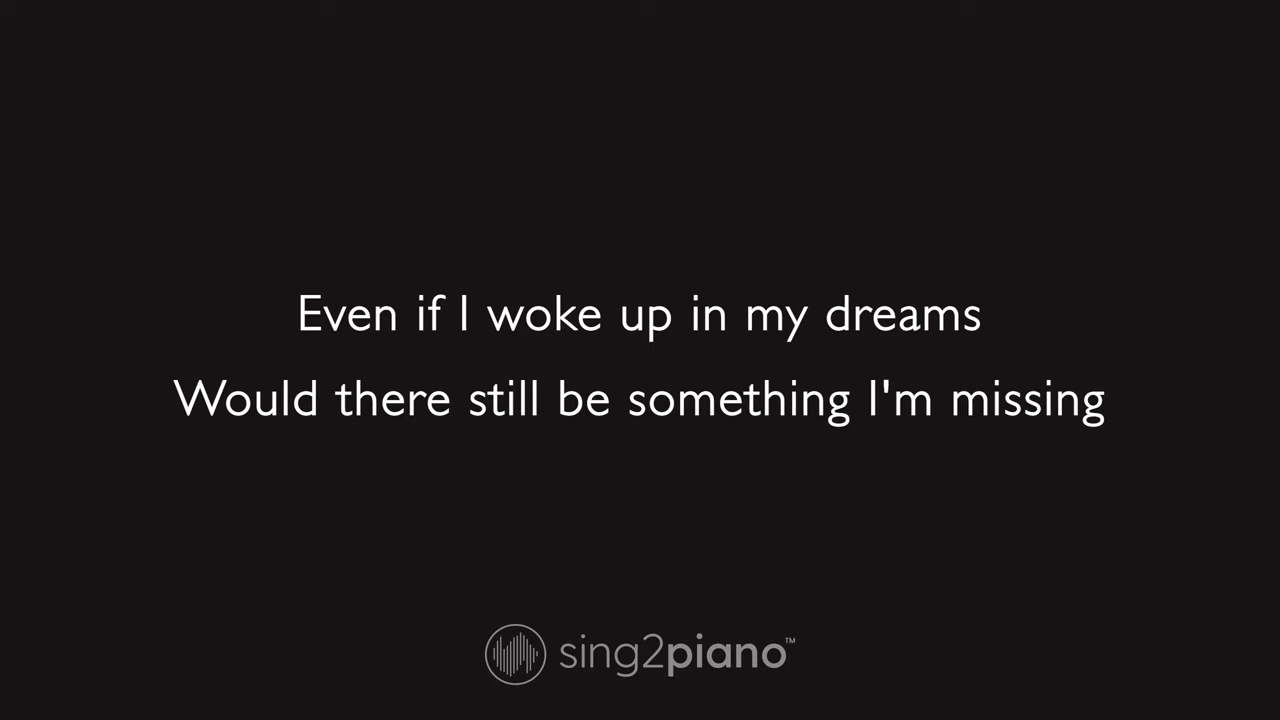 Even if I woke up in my dreams
Would there still be something I'm missing
sing2piano™